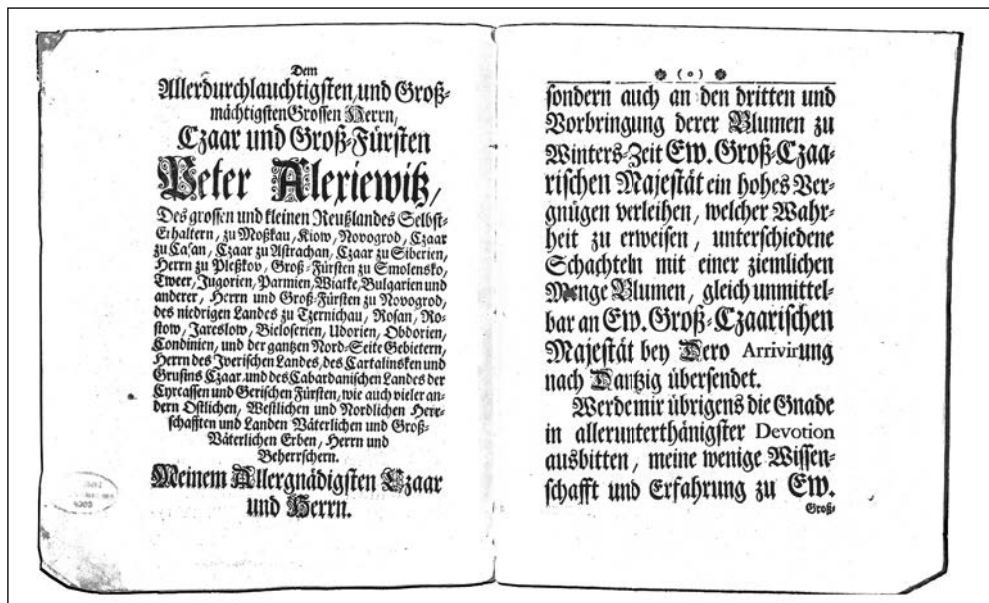 Dem
Allerdurchlauchtigsten und Groß-
mächtigsten Grossen Herrn,
Czaar und Groß-Fürsten
Peter Alexiewitz,
Des grossen und kleinen Reußlandes Selbst-
Erhaltern, zu Moßkau, Kiow, Novogrod, Czaar
zu Casan, Czaar zu Astrachan, Czaar zu Siberien,
Herrn zu Pleßkov, Groß-Fürsten zu Smolensko,
Tweer, Jugorien, Parmien, Wiatke, Bulgarien und
anderer, Herrn und Groß-Fürsten zu Novogrod,
des niedrigen Landes zu Tzernichau, Rosan, Ro-
stow, Jareslow, Bieloserien, Udorien, Obdorien,
Condinien, und der gantzen Nord-Seite Gebietern,
Herrn des Iverischen Landes, des Cartalinsken und
Grusins Czaar, und des Cabardanischen Landes der
Cyrcassen und Gerischen Fürsten, wie auch vieler an-
dern Ostlichen, Westlichen und Nordlichen Herr-
schafften und Landen Väterlichen und Groß-
Väterlichen Erben, Herrn und
Beherrschern.
Meinem Allergnädigsten Czaar
und Herrn.
(o)
sondern auch an den dritten und
Vorbringung derer Blumen zu
Winters-Zeit Ew. Groß-Czaa-
rischen Majestät ein hohes Ver-
gnügen verleihen, welcher Wahr-
heit zu erweisen, unterschiedene
Schachteln mit einer ziemlichen
Menge Blumen, gleich unmittel-
bar an Ew. Groß-Czaarischen
Majestät bey Dero Arrivirung
nach Dantzig übersendet.
Werde mir übrigens die Gnade
in allerunterthänigster Devotion
ausbitten, meine wenige Wissen-
schafft und Erfahrung zu Ew.
Groß-